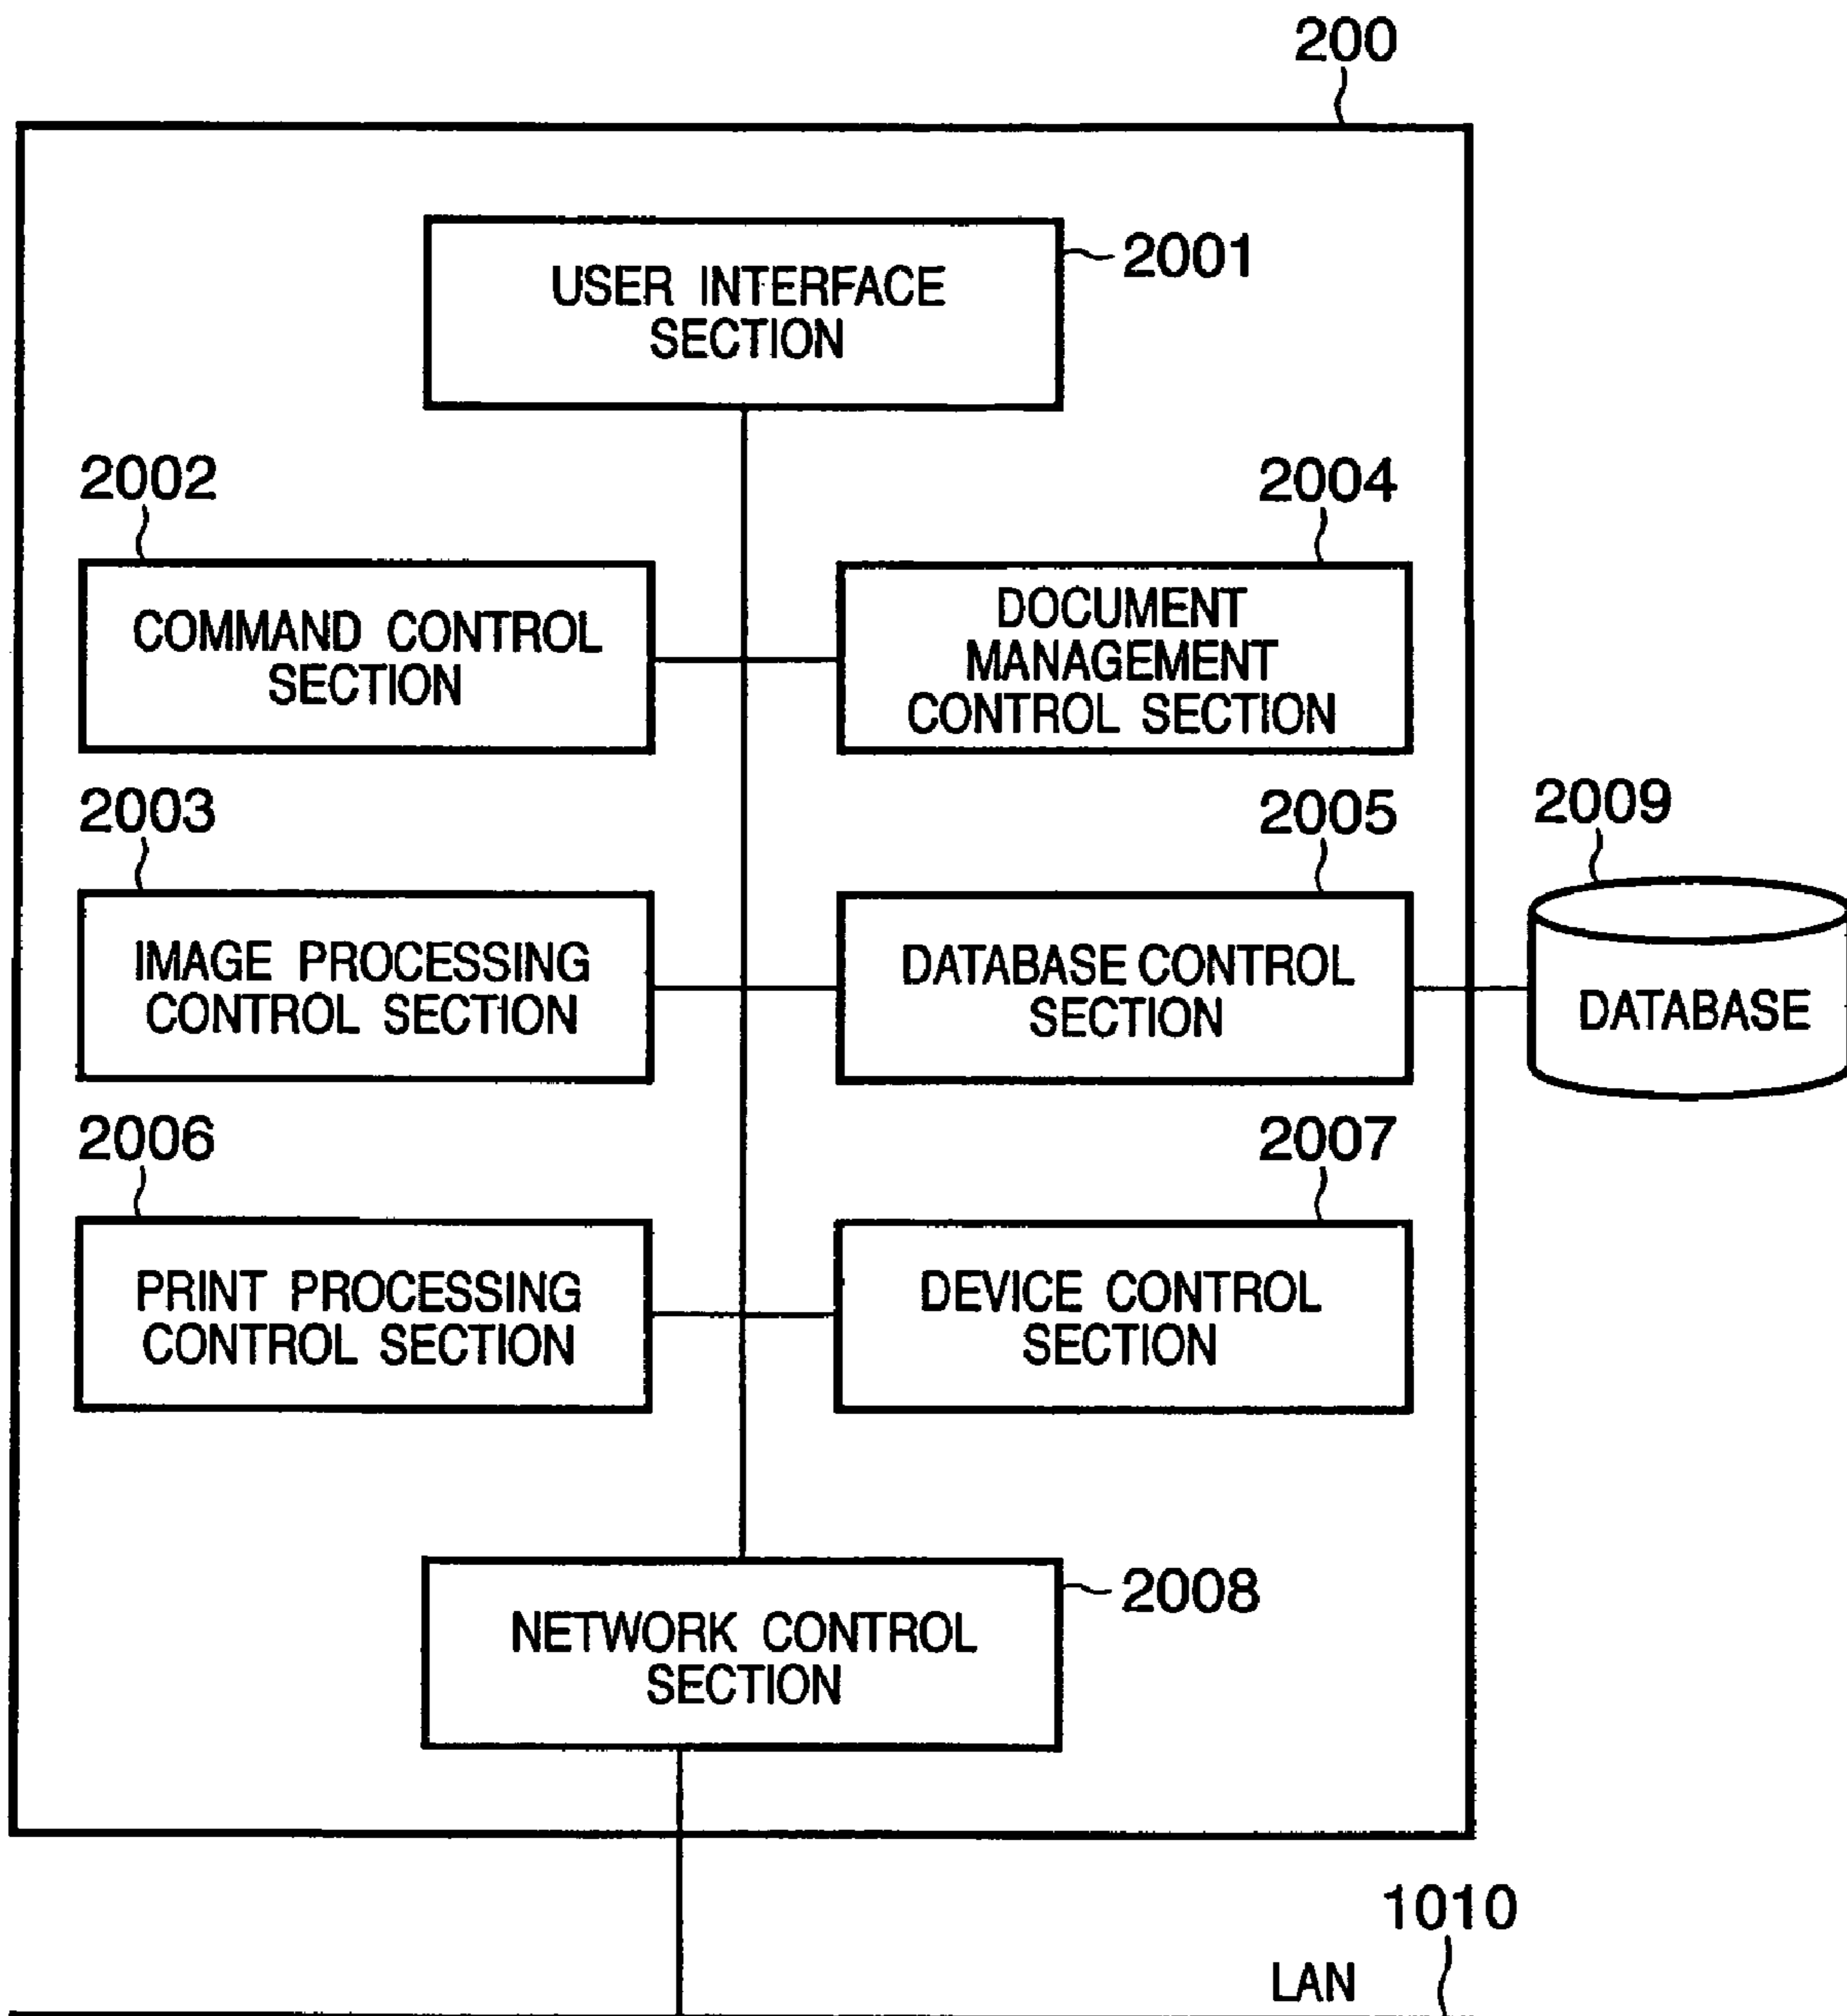 200
USER INTERFACE
SECTION
2001
2002
COMMAND CONTROL
SECTION
2004
DOCUMENT
MANAGEMENT
CONTROL SECTION
2003
IMAGE PROCESSING
CONTROL SECTION
2005
DATABASE CONTROL
SECTION
2009
DATABASE
2006
PRINT PROCESSING
CONTROL SECTION
2007
DEVICE CONTROL
SECTION
NETWORK CONTROL
SECTION
2008
1010
LAN